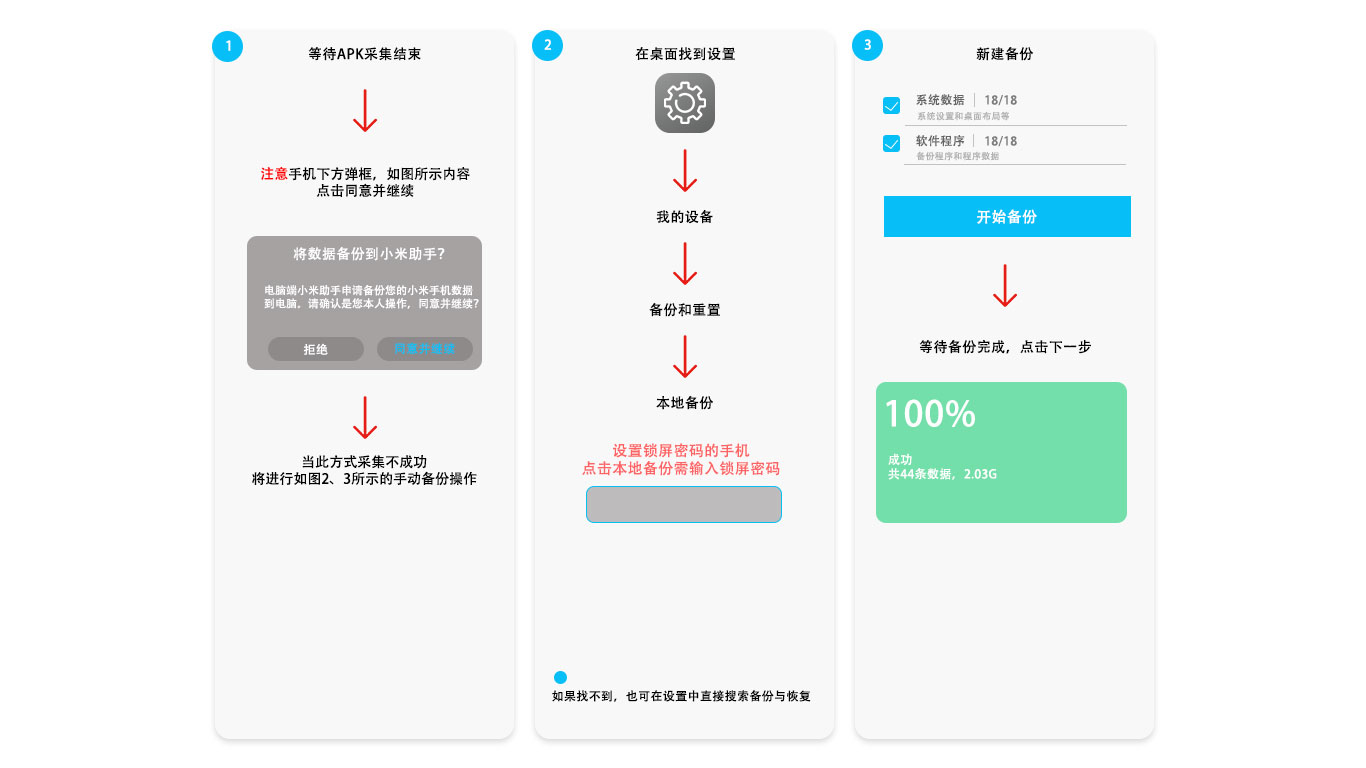 1
等待APK采集结束
注意手机下方弹框，如图所示内容
点击同意并继续
将数据备份到小米助手?
电脑端小米助手申请备份您的小米手机数据
到电脑，请确认是您本人操作，同意并继续?
拒绝
同意并继续
当此方式采集不成功
将进行如图2、3所示的手动备份操作
2
在桌面找到设置
我的设备
备份和重置
本地备份
设置锁屏密码的手机
点击本地备份需输入锁屏密码
如果找不到，也可在设置中直接搜索备份与恢复
3
新建备份
系统数据 18/18
系统设置和桌面布局等
软件程序 18/18
备份程序和程序数据
开始备份
等待备份完成，点击下一步
100%
成功
共44条数据，2.03G